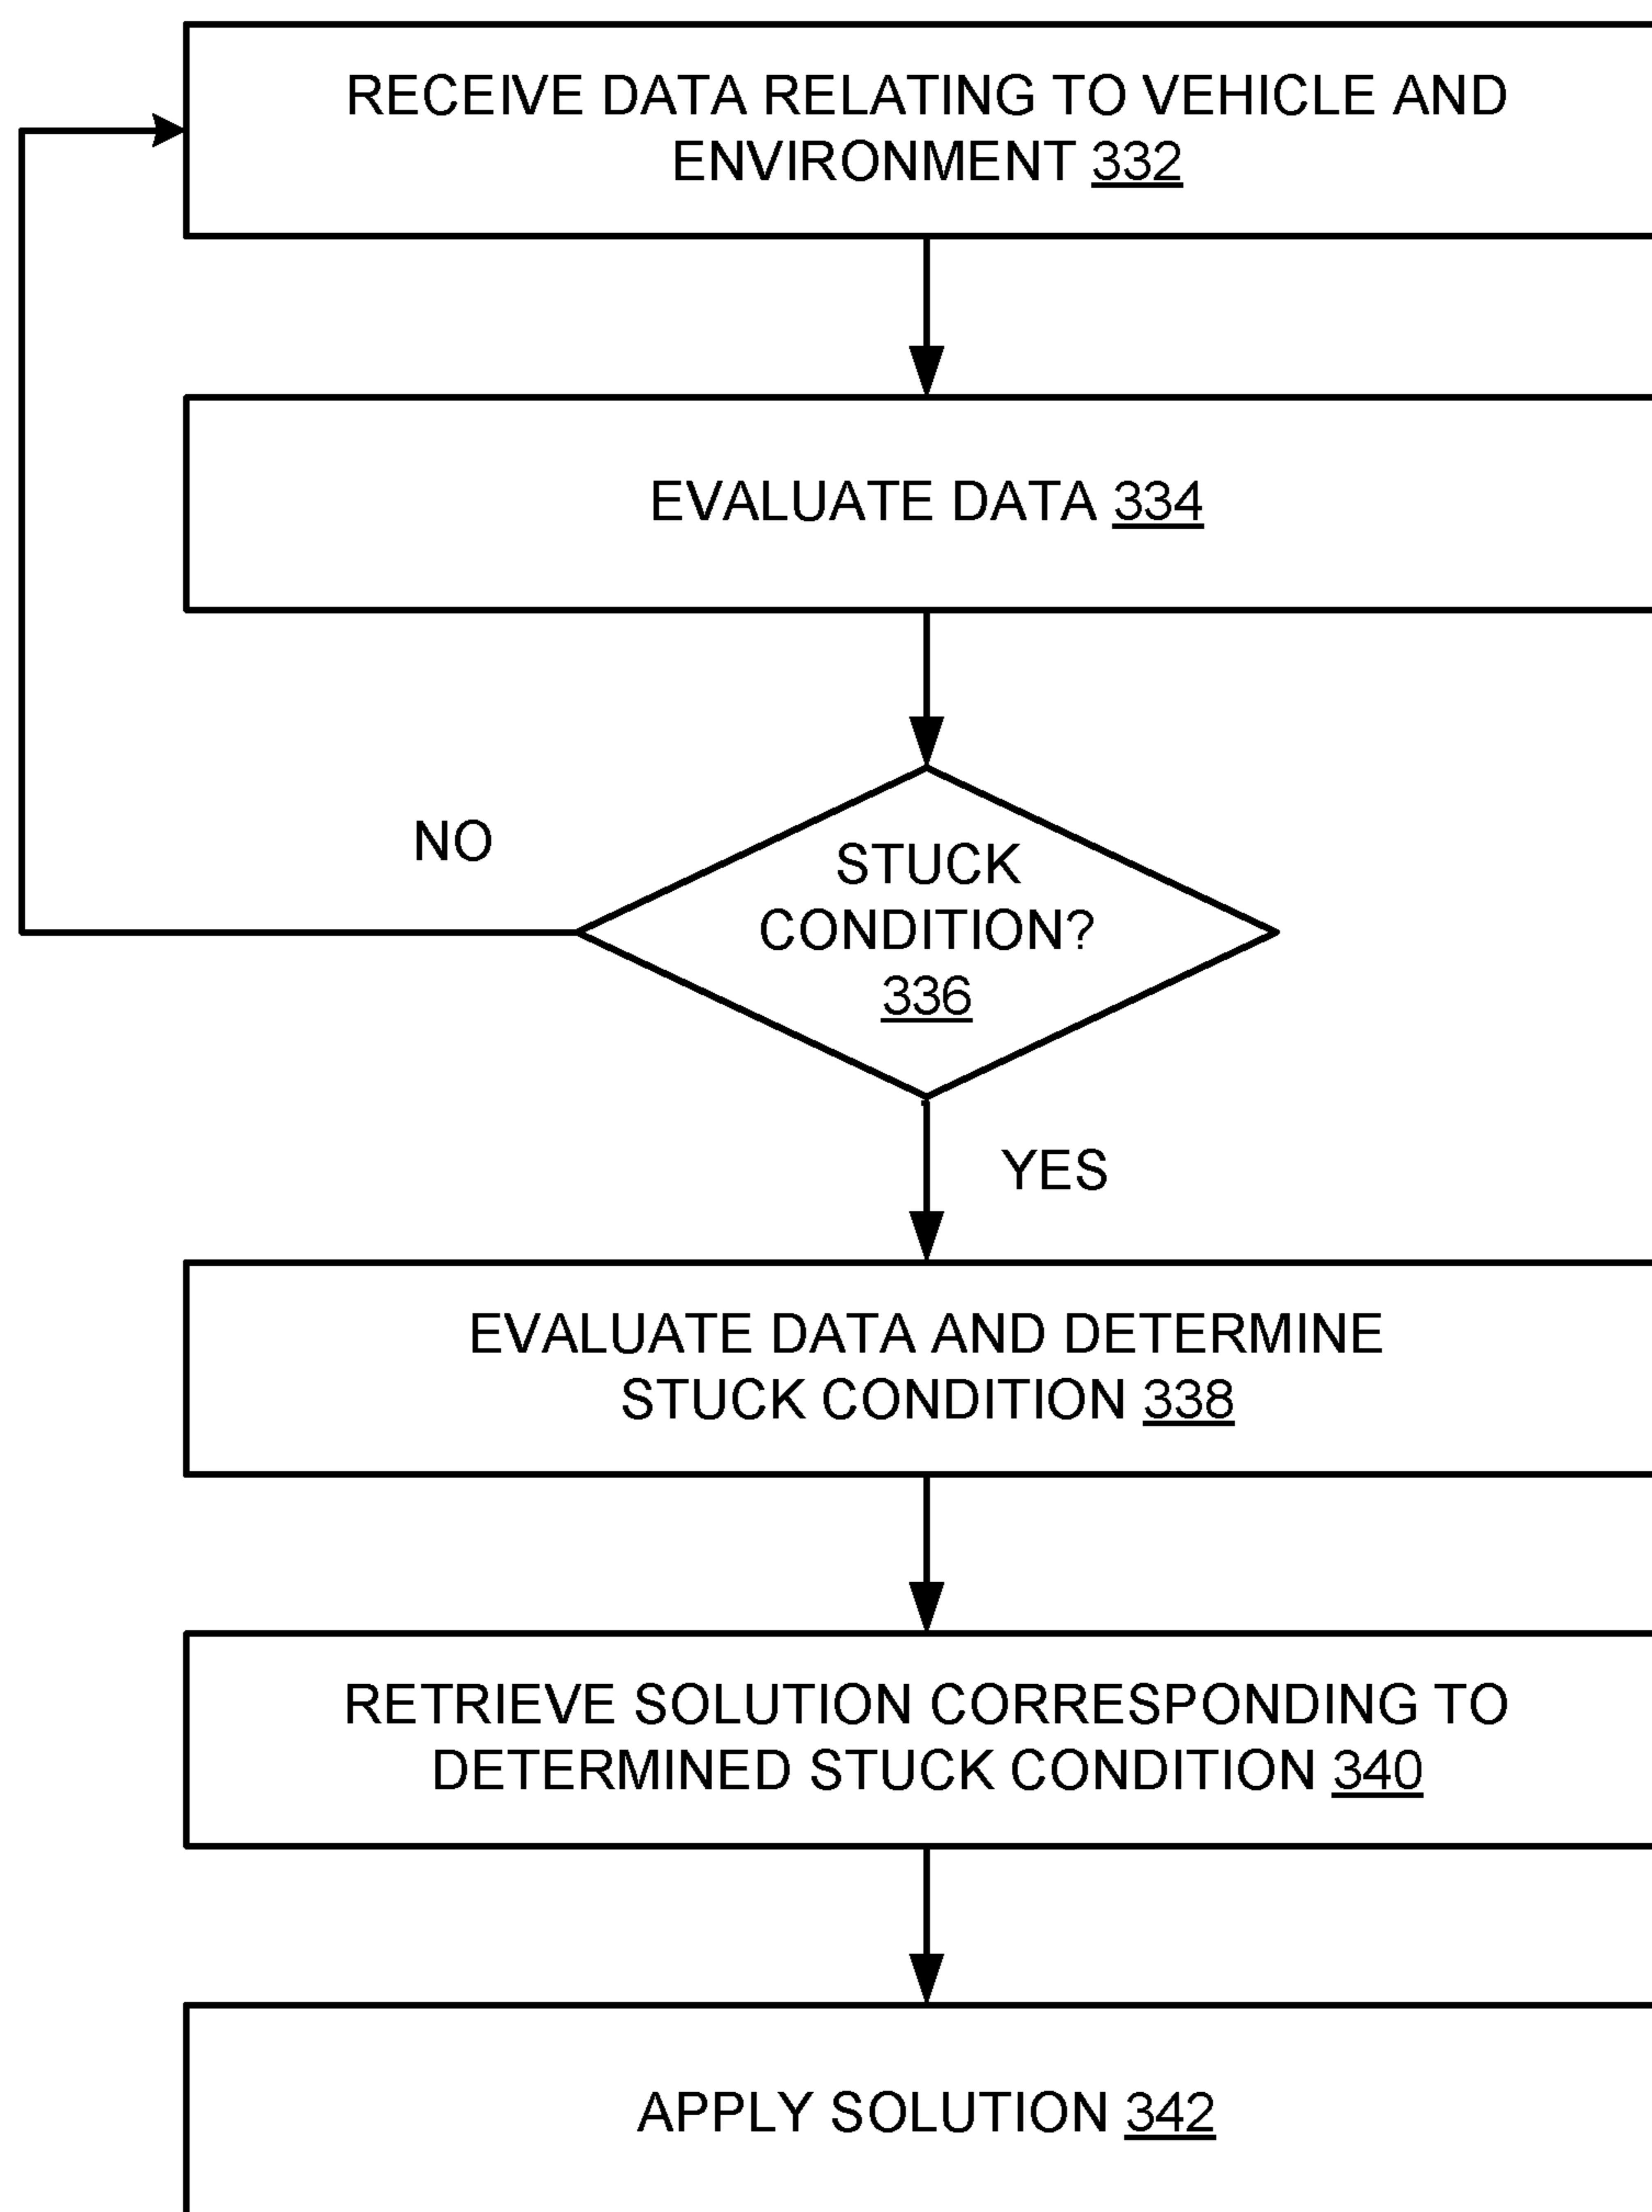 RECEIVE DATA RELATING TO VEHICLE AND
ENVIRONMENT 332
EVALUATE DATA 334
NO
STUCK
CONDITION?
336
YES
EVALUATE DATA AND DETERMINE
STUCK CONDITION 338
RETRIEVE SOLUTION CORRESPONDING TO
DETERMINED STUCK CONDITION 340
APPLY SOLUTION 342